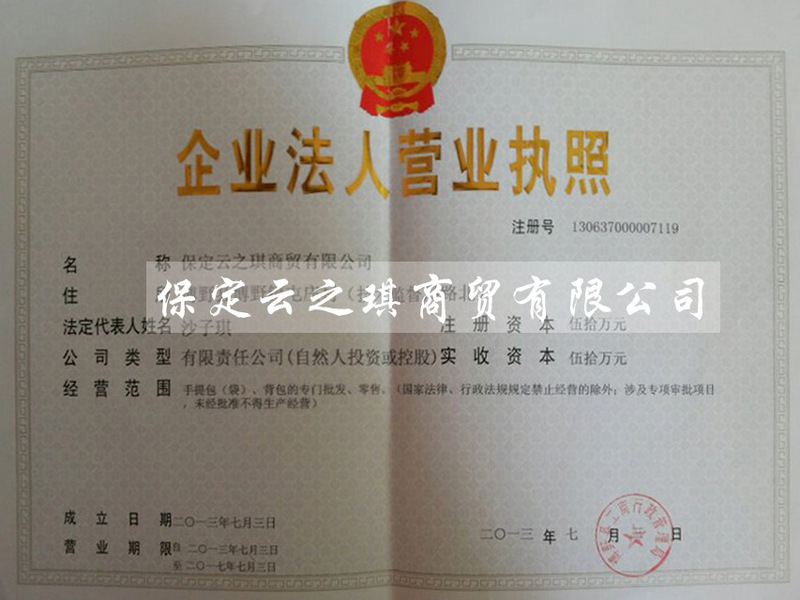 企业法人营业执照
注册号 130637000007119
名 称 保定云之琪商贸有限公司
保定云之琪商贸有限公司
住
法定代表人姓名 沙子琪 注册资本 伍拾万元
公司类型 有限责任公司(自然人投资或控股) 实收资本 伍拾万元
经营范围 手提包（袋）、背包的专门批发、零售。（国家法律、行政法规规定禁止经营的除外；涉及专项审批项目
，未经批准不得生产经营）
成立日期 二〇一三年七月三日
营业期限 自 二〇一三年七月三日
至 二〇一七年七月三日
二〇一三 年 七 月 日
工商行政管理局